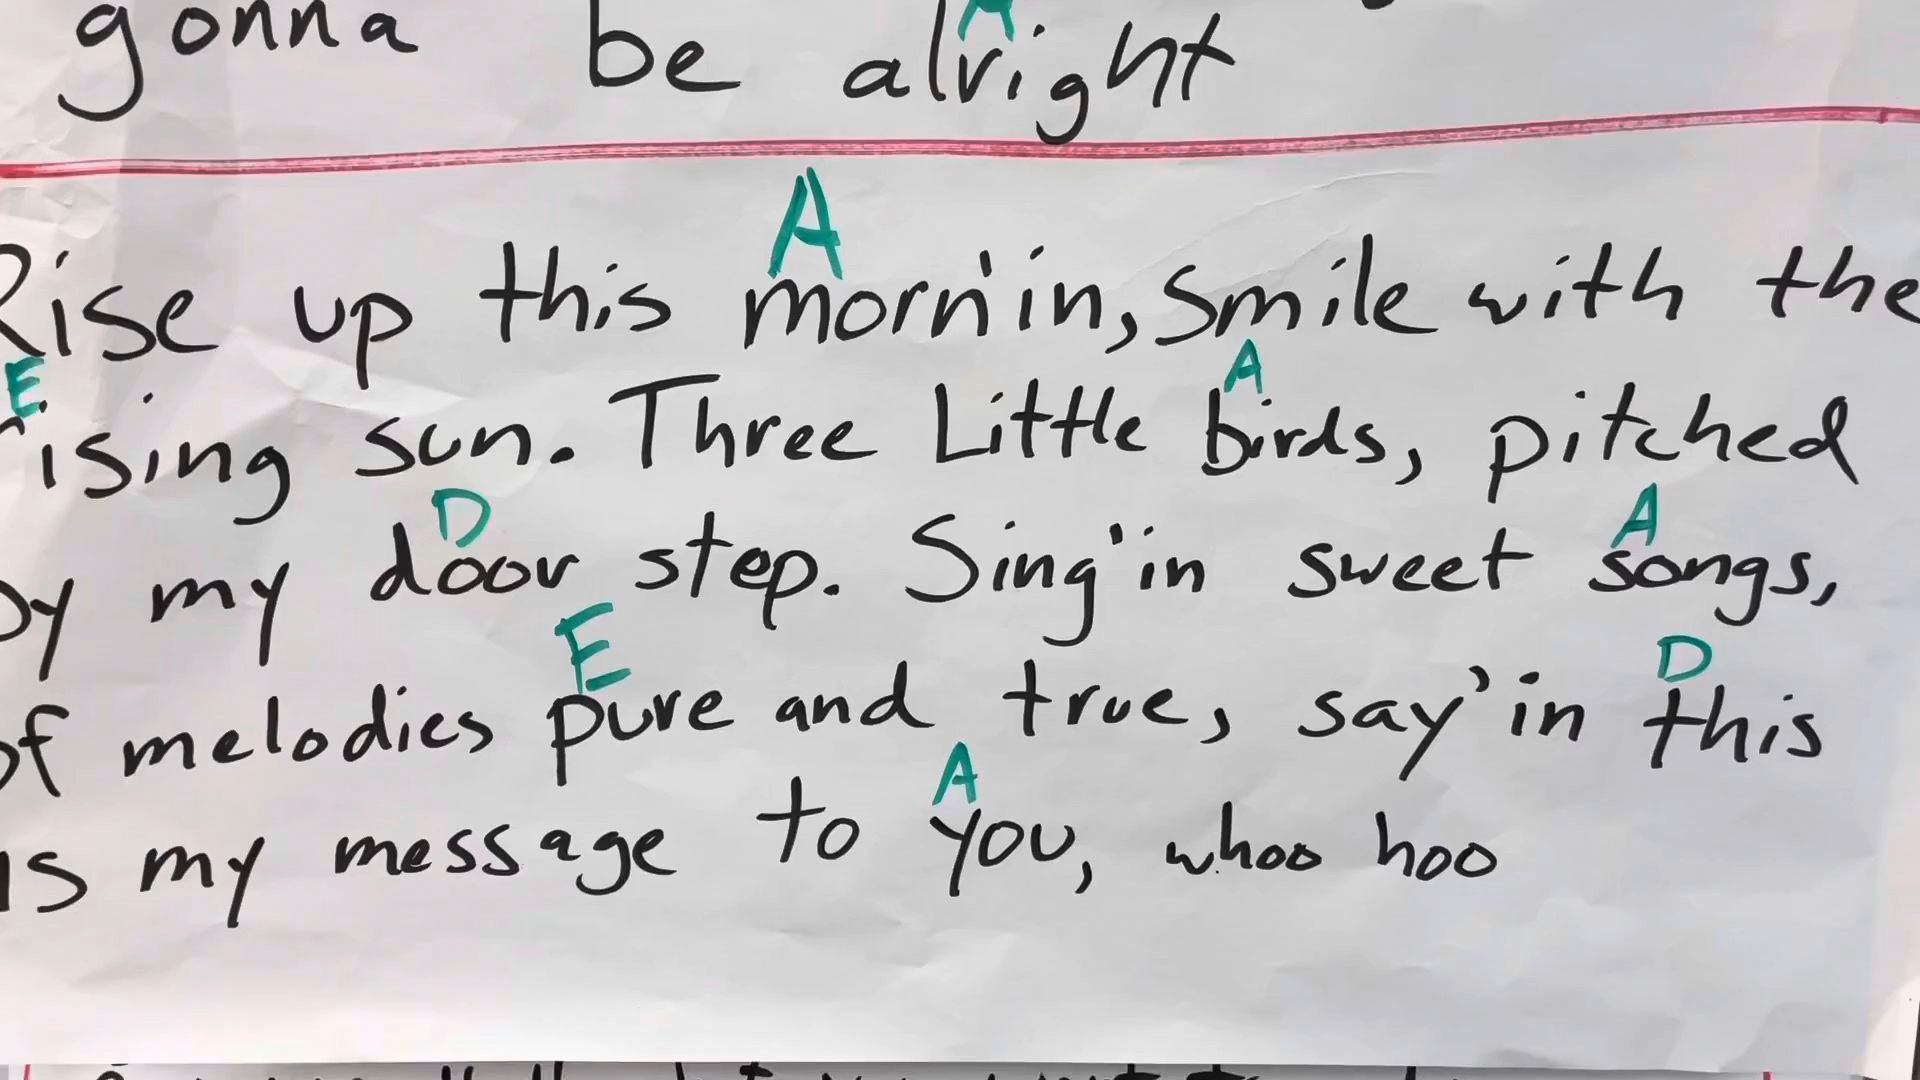 gonna be alright
A
A
Rise up this morn'in, Smile with the
E A
rising sun. Three Little birds, pitched
D A
by my door step. Sing'in sweet songs,
E D
of melodies pure and true, say'in this
A
is my message to you, whoo hoo